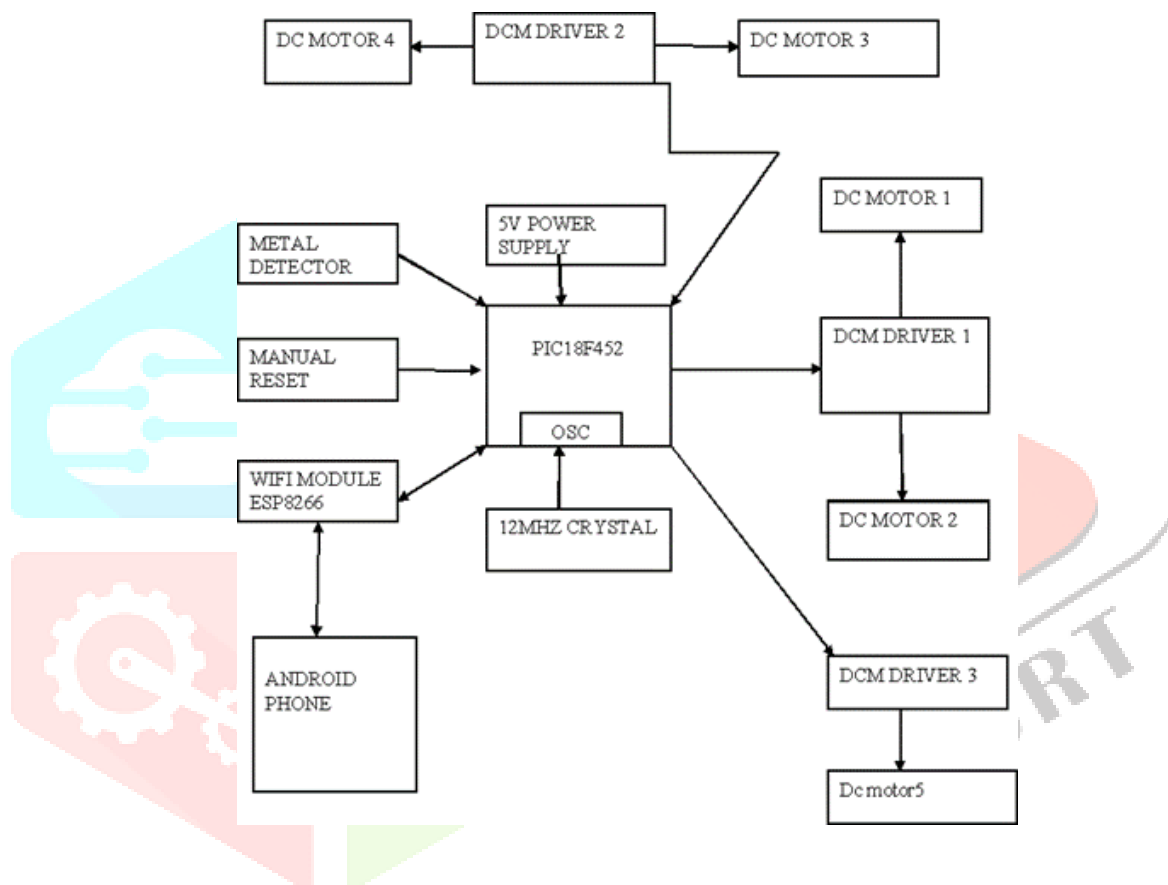 DC MOTOR 4
DCM DRIVER 2
DC MOTOR 3
DC MOTOR 1
5V POWER
SUPPLY
METAL
DETECTOR
PIC18F452
DCM DRIVER 1
MANUAL
RESET
OSC
WIFI MODULE
ESP8266
12MHZ CRYSTAL
DC MOTOR 2
ANDROID
PHONE
DCM DRIVER 3
Dc motor5